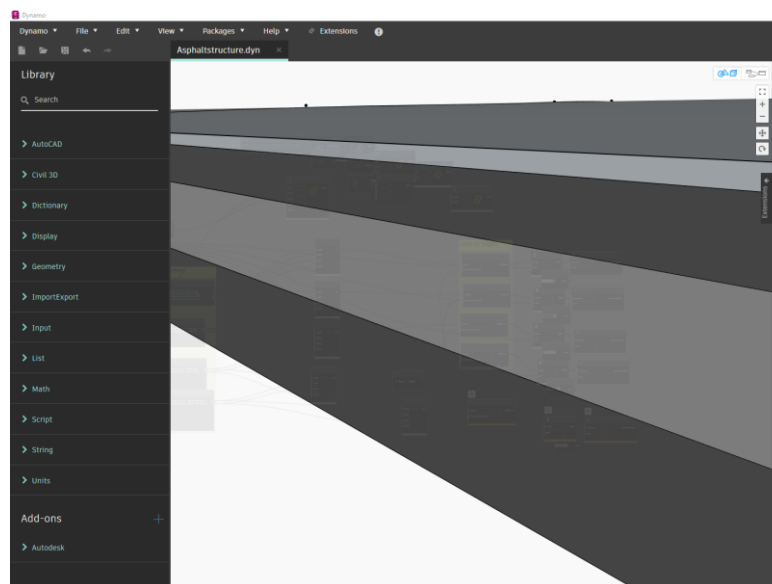 Dynamo
Dynamo File Edit View Packages Help Extensions
Asphaltstructure.dyn ×
Library
Search
AutoCAD
Civil 3D
Dictionary
Display
Geometry
ImportExport
Input
List
Math
Script
String
Units
Add-ons
Autodesk
Extensions